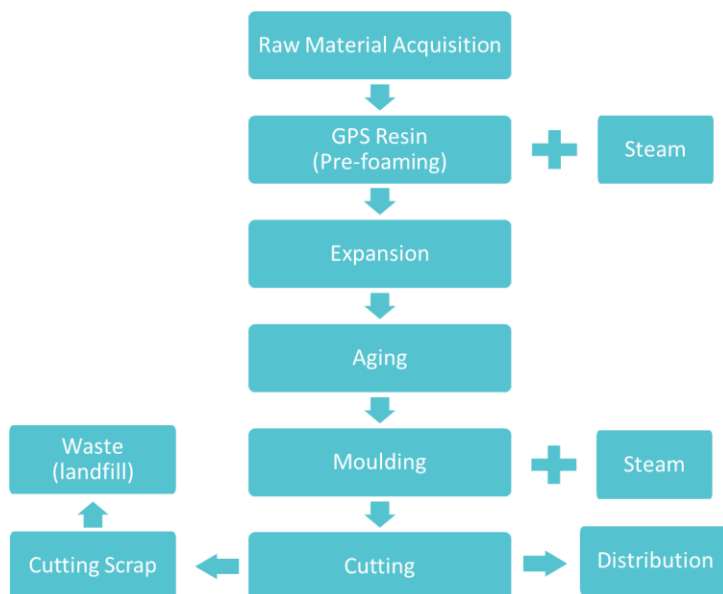 Raw Material Acquisition
GPS Resin
(Pre-foaming)
Steam
Expansion
Aging
Waste
(landfill)
Moulding
Steam
Cutting Scrap
Cutting
Distribution